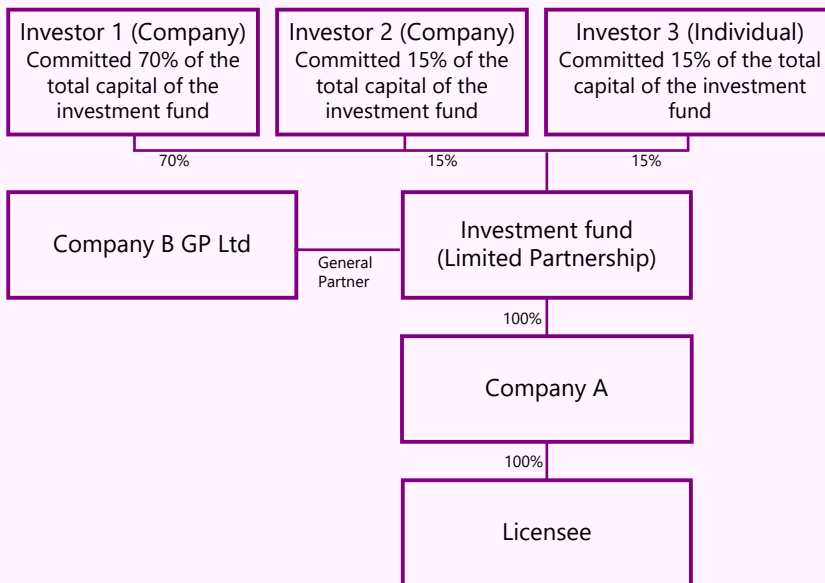 Investor 1 (Company)
Committed 70% of the
total capital of the
investment fund
Investor 2 (Company)
Committed 15% of the
total capital of the
investment fund
Investor 3 (Individual)
Committed 15% of the total
capital of the investment
fund
70%
15%
15%
Company B GP Ltd
General
Partner
Investment fund
(Limited Partnership)
100%
Company A
100%
Licensee